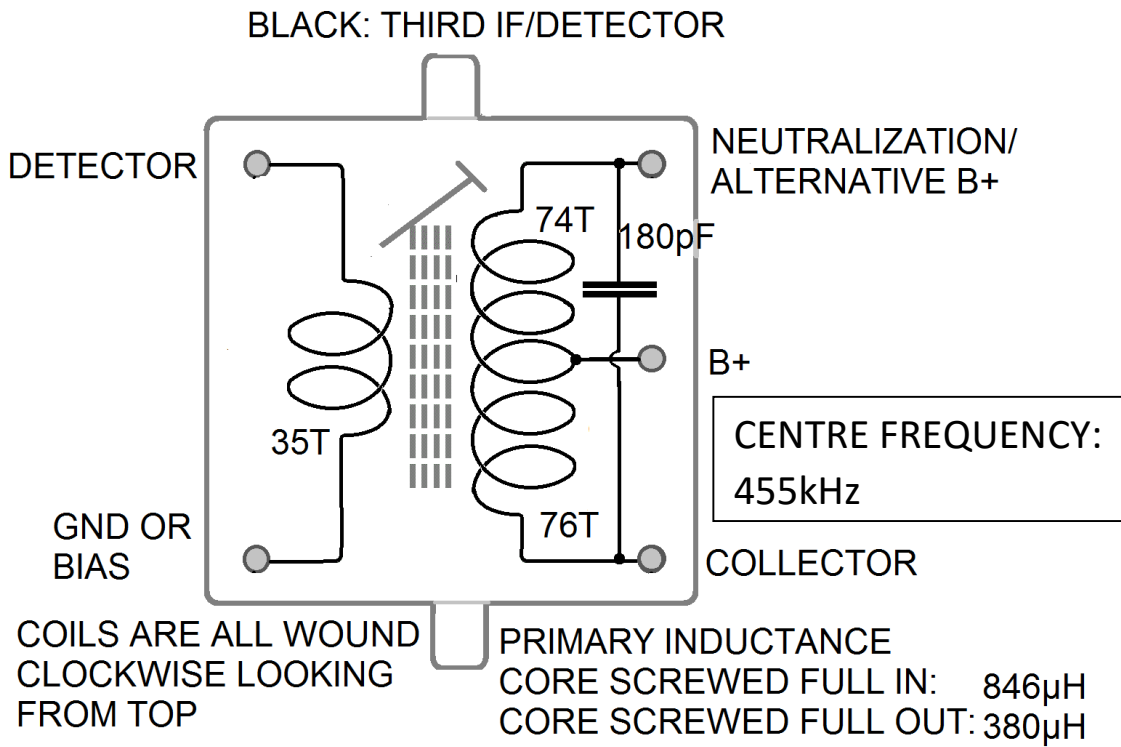 BLACK: THIRD IF/DETECTOR
DETECTOR
NEUTRALIZATION/
ALTERNATIVE B+
74T
180pF
B+
35T
CENTRE FREQUENCY:
455kHz
76T
GND OR
BIAS
COLLECTOR
COILS ARE ALL WOUND
CLOCKWISE LOOKING
FROM TOP
PRIMARY INDUCTANCE
CORE SCREWED FULL IN: 846µH
CORE SCREWED FULL OUT: 380µH